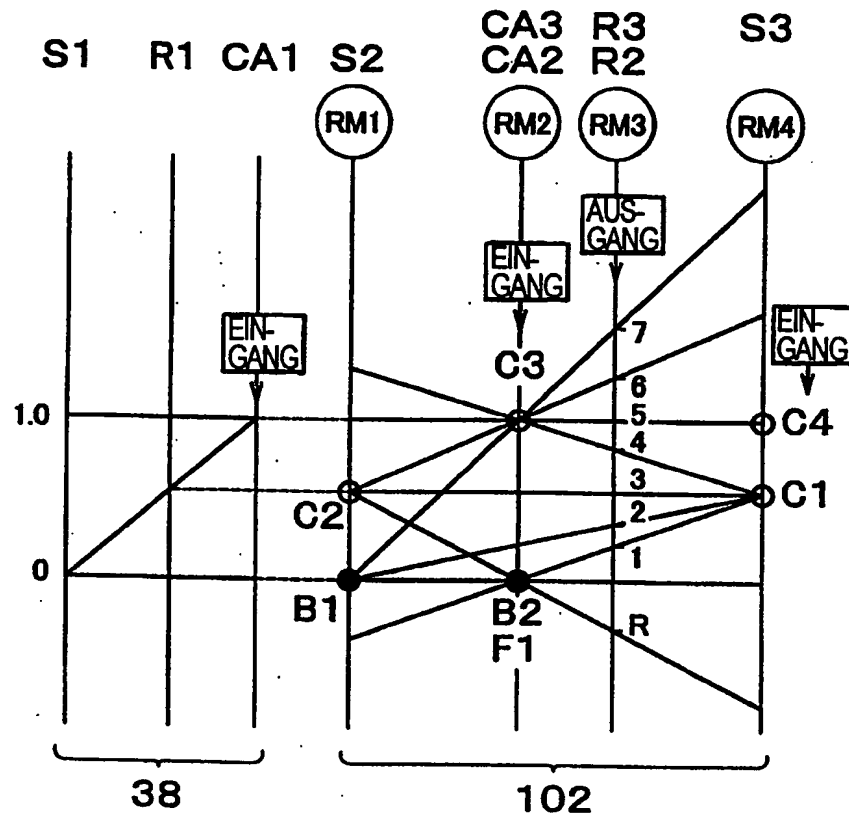 CA3 R3 S3
S1 R1 CA1 S2 CA2 R2
RM1 RM2 RM3 RM4
AUS-
GANG
EIN-
GANG
EIN-
GANG
EIN-
GANG
7
C3
6
1.0
5
C4
4
3
C1
C2
2
1
0
B1
B2
R
F1
38
102